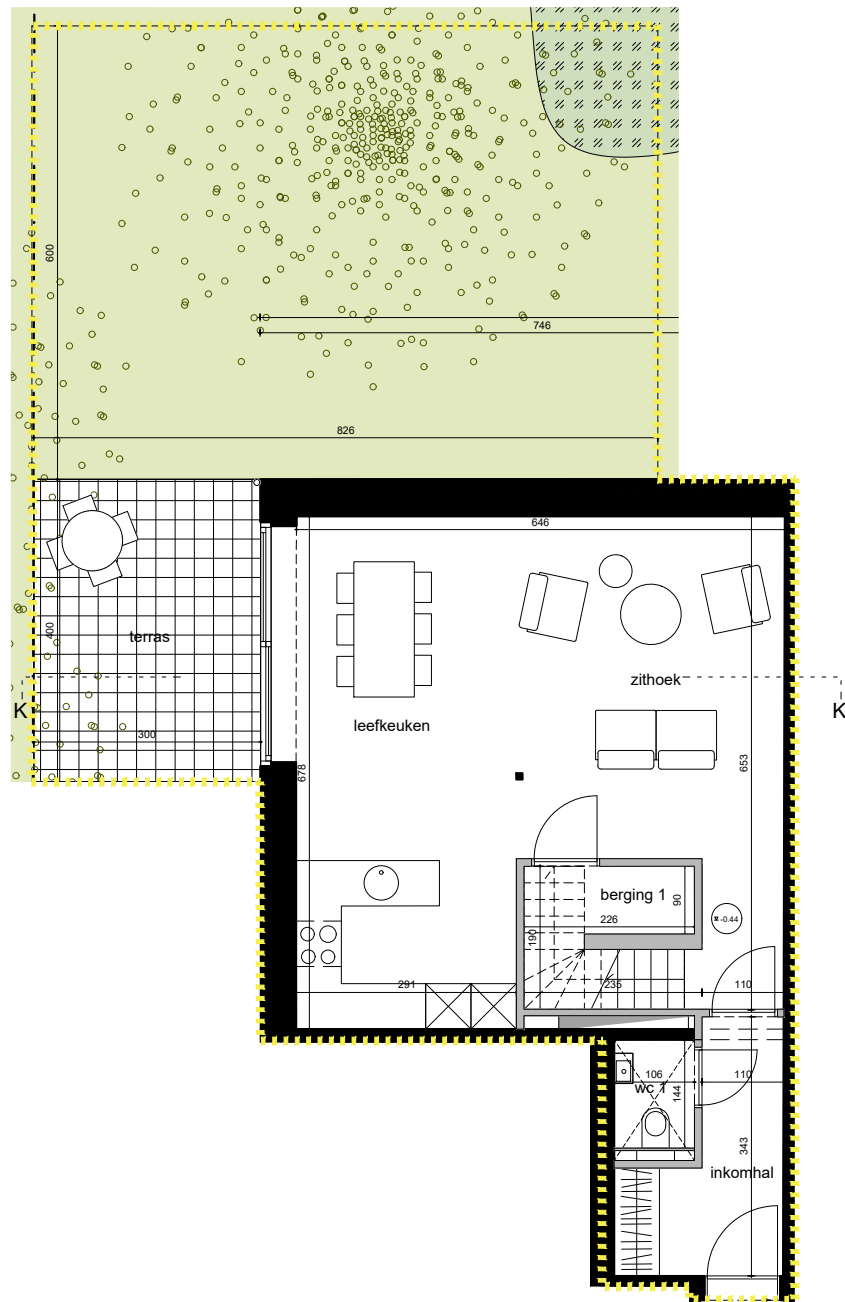 600
746
826
646
400
terras
zithoek
K
K
leefkeuken
300
678
653
berging 1
90
226
-0.44
190
291
235
110
106
110
wc 1
144
343
inkomhal